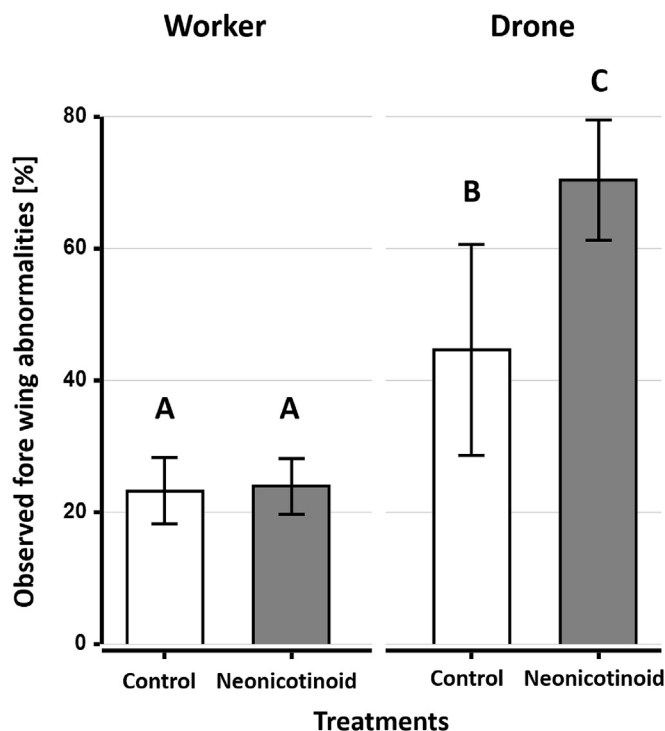 Worker
Drone
Observed fore wing abnormalities [%]
80
60
40
20
0
A
A
B
C
Control
Neonicotinoid
Control
Neonicotinoid
Treatments